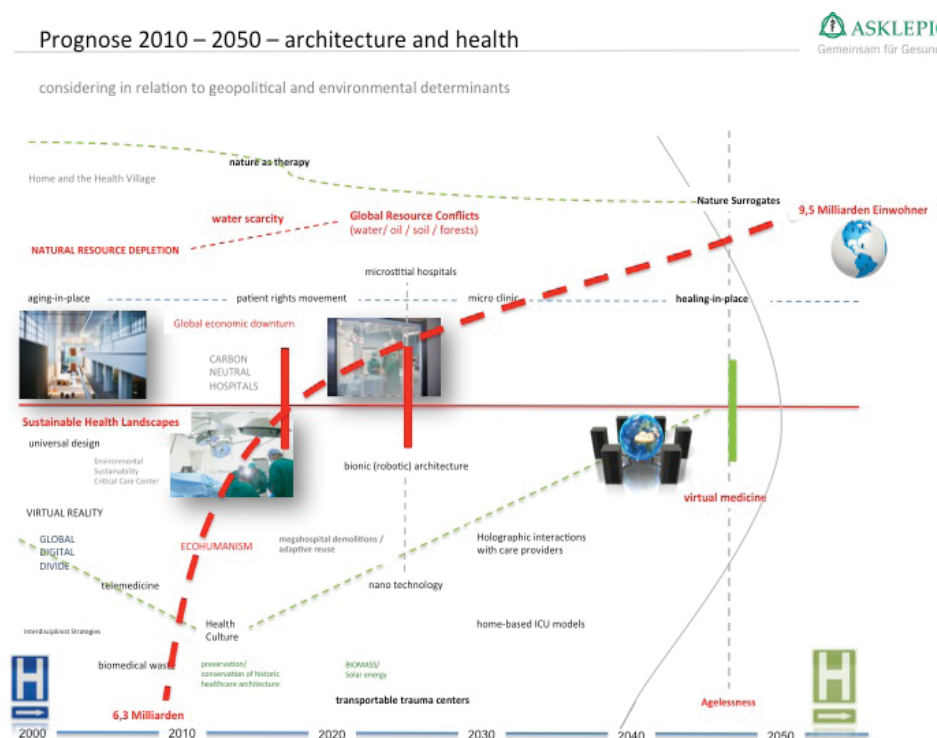 Prognose 2010 – 2050 – architecture and health
ASKLEPIO
Gemeinsam für Gesun
considering in relation to geopolitical and environmental determinants
nature as therapy
Home and the Health Village
Nature Surrogates
9,5 Milliarden Einwohner
water scarcity
Global Resource Conflicts
(water/ oil / soil / forests)
NATURAL RESOURCE DEPLETION
microstitial hospitals
aging-in-place
patient rights movement
micro clinic
healing-in-place
Global economic downturn
CARBON
NEUTRAL
HOSPITALS
Sustainable Health Landscapes
universal design
Environmental
Sustainability
Critical Care Center
bionic (robotic) architecture
virtual medicine
VIRTUAL REALITY
GLOBAL
DIGITAL
DIVIDE
ECOHUMANISM
megahospital demolitions /
adaptive reuse
Holographic interactions
with care providers
telemedicine
nano technology
Health
Culture
home-based ICU models
Interdisciplinist Strategies
biomedical waste
preservation/
conservation of historic
healthcare architecture
BIOMASS/
Solar energy
transportable trauma centers
Agelessness
H
H
6,3 Milliarden
2000
2010
2020
2030
2040
2050